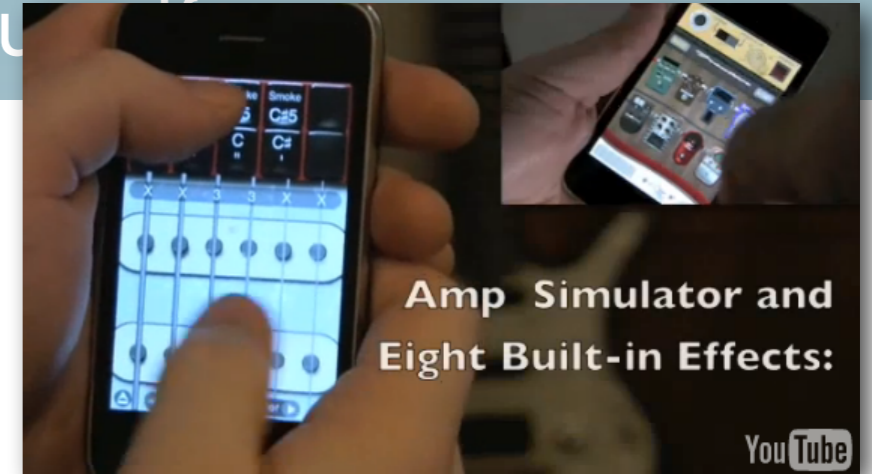 Smoke
C#5
C C#
X X 3 3 X X
Amp Simulator and
Eight Built-in Effects:
YouTube